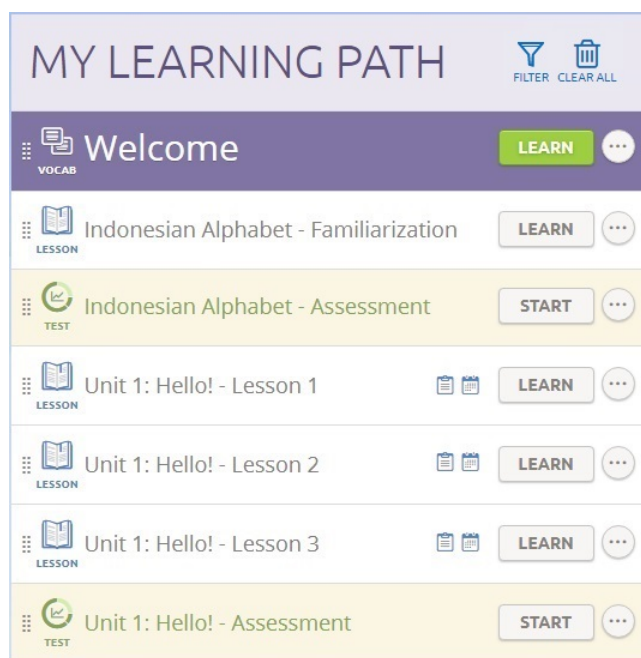 MY LEARNING PATH
FILTER CLEAR ALL
VOCAB Welcome LEARN
LESSON Indonesian Alphabet - Familiarization LEARN
TEST Indonesian Alphabet - Assessment START
LESSON Unit 1: Hello! - Lesson 1 LEARN
LESSON Unit 1: Hello! - Lesson 2 LEARN
LESSON Unit 1: Hello! - Lesson 3 LEARN
TEST Unit 1: Hello! - Assessment START